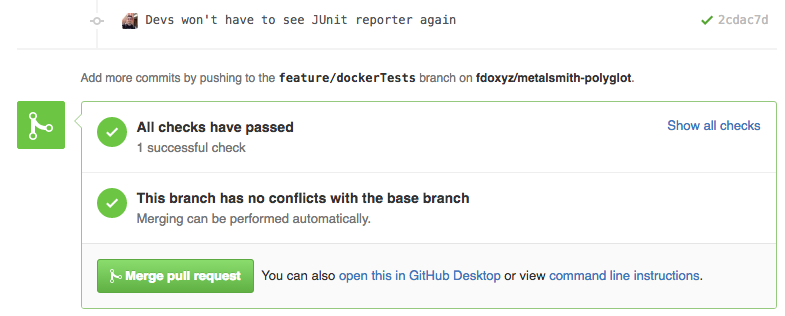 Devs won't have to see JUnit reporter again 2cdac7d
Add more commits by pushing to the feature/dockerTests branch on fdoxyz/metalsmith-polyglot.
All checks have passed Show all checks
1 successful check
This branch has no conflicts with the base branch
Merging can be performed automatically.
Merge pull request You can also open this in GitHub Desktop or view command line instructions.